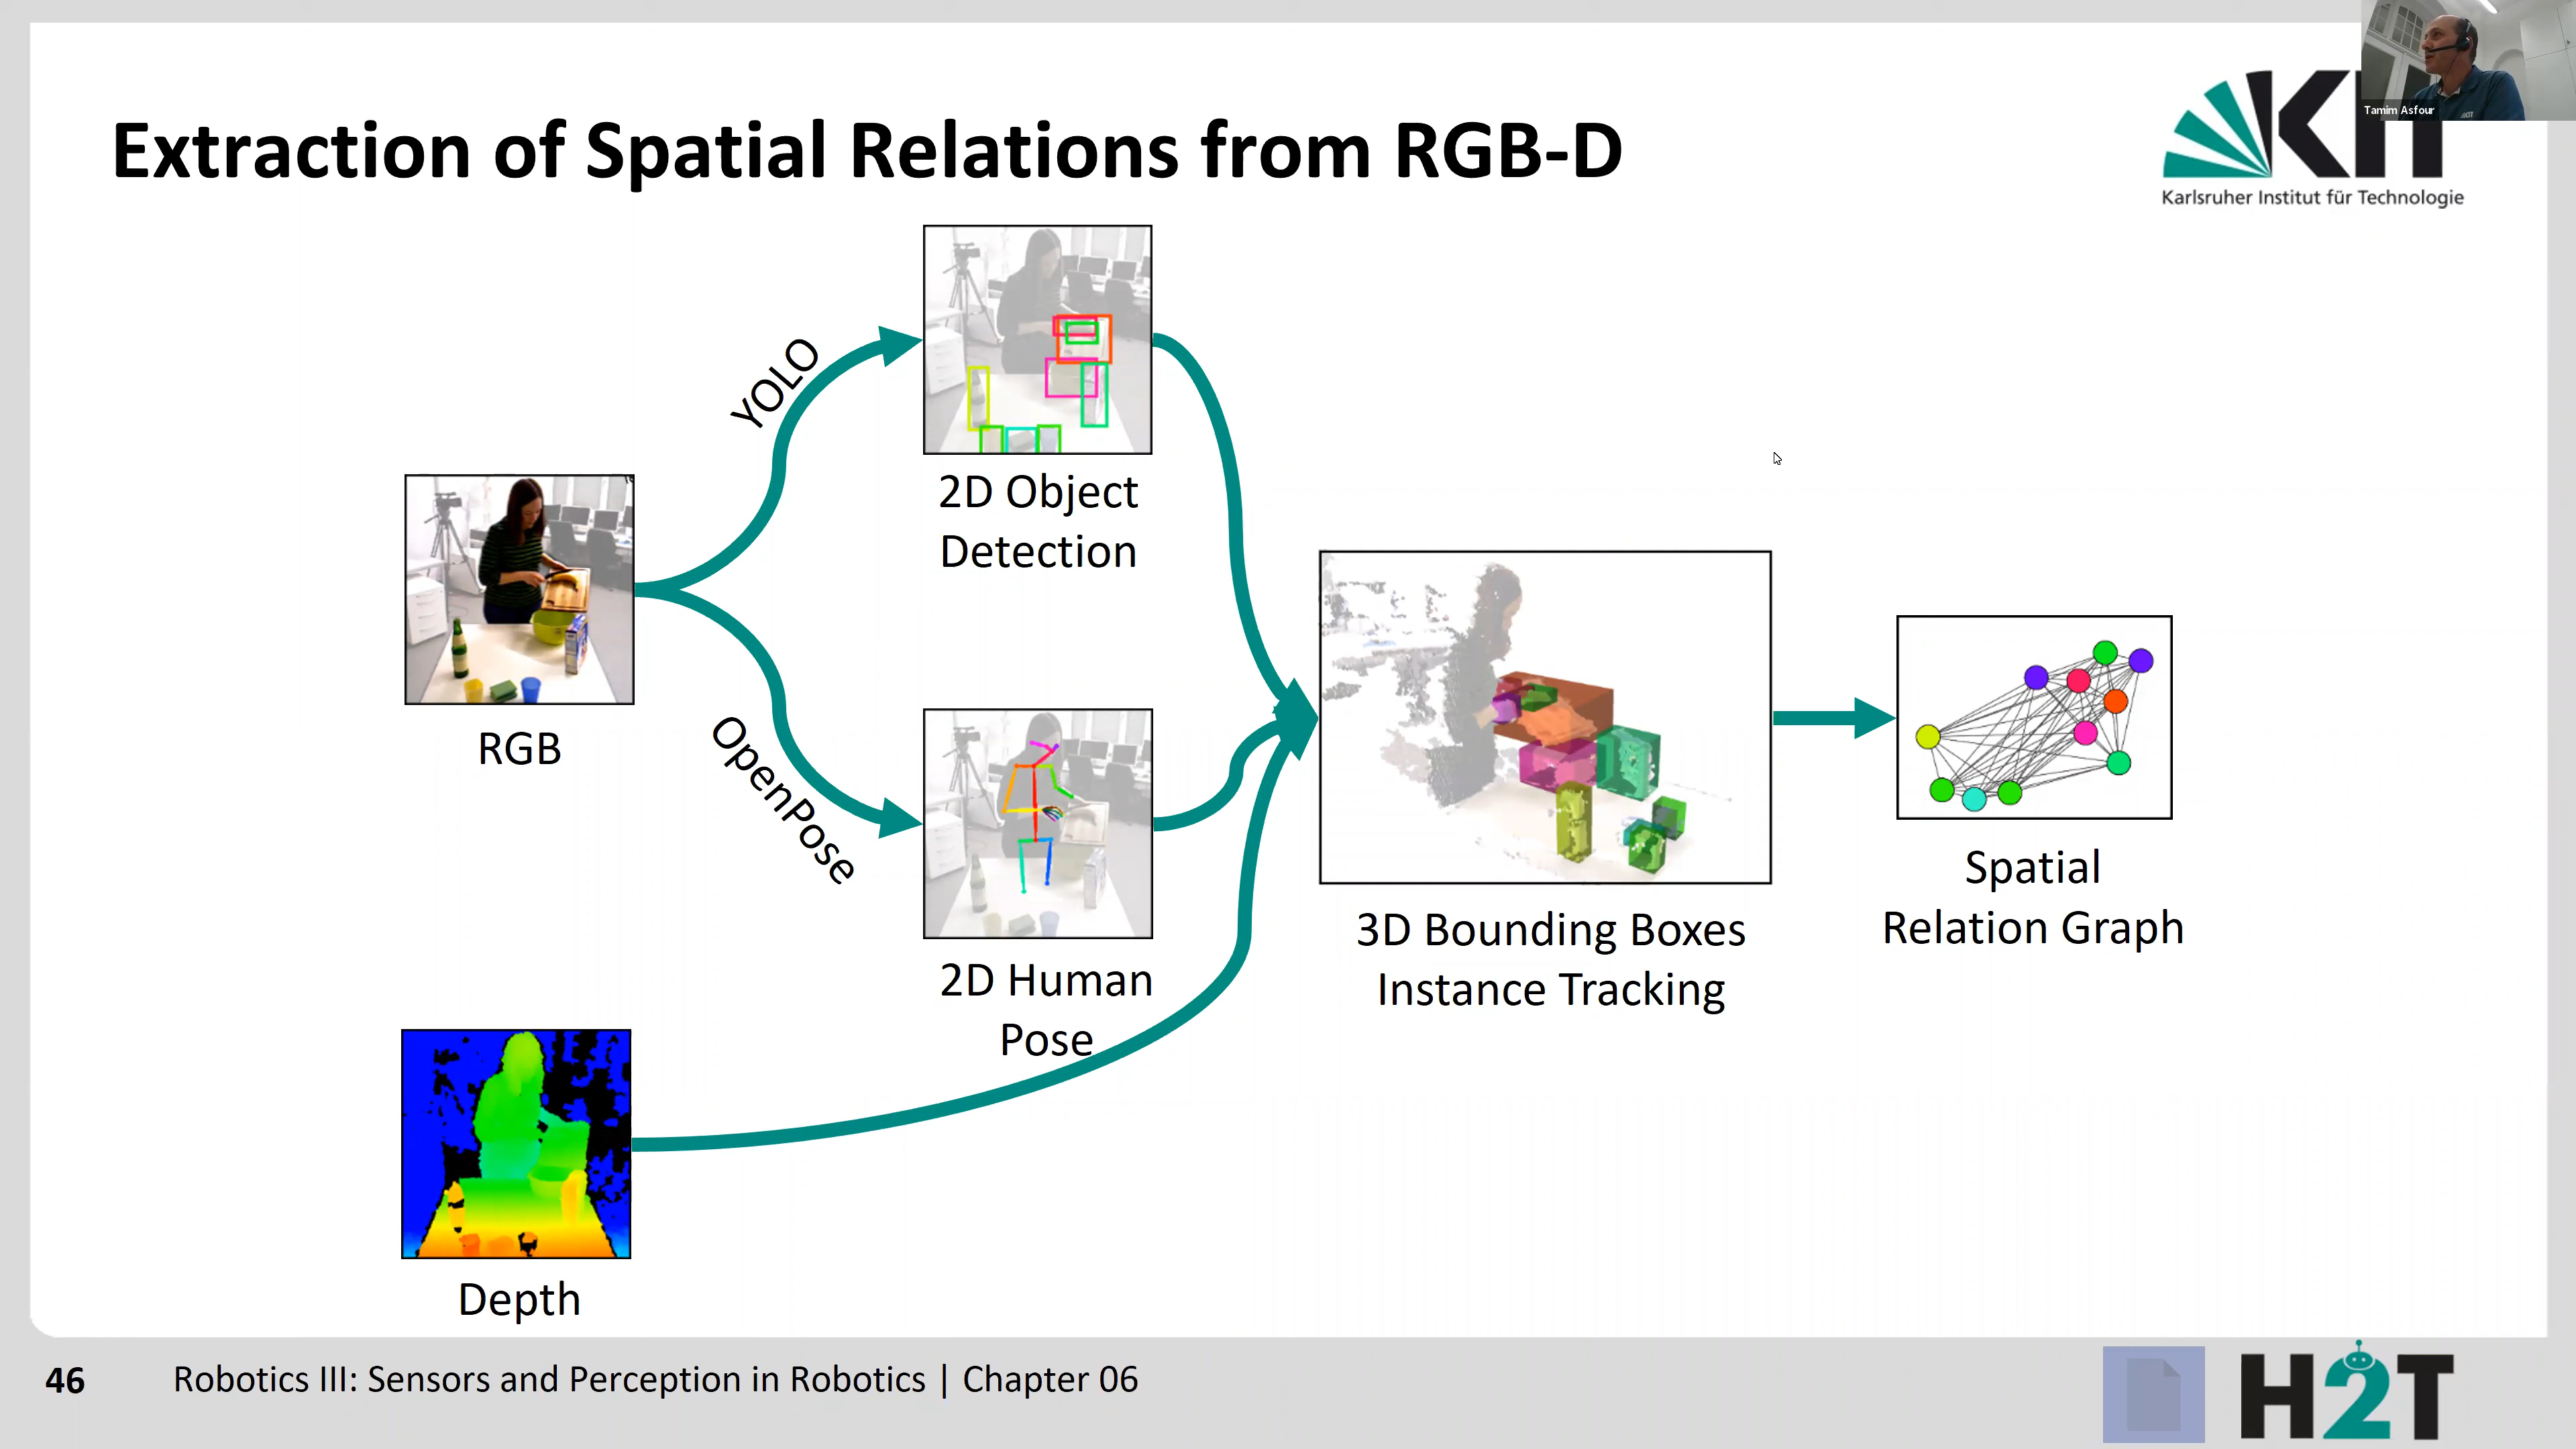 Extraction of Spatial Relations from RGB-D
KIT
Karlsruher Institut für Technologie
Tamim Asfour
YOLO
2D Object
Detection
RGB
OpenPose
2D Human
Pose
Depth
3D Bounding Boxes
Instance Tracking
Spatial
Relation Graph
46
Robotics III: Sensors and Perception in Robotics | Chapter 06
H2T